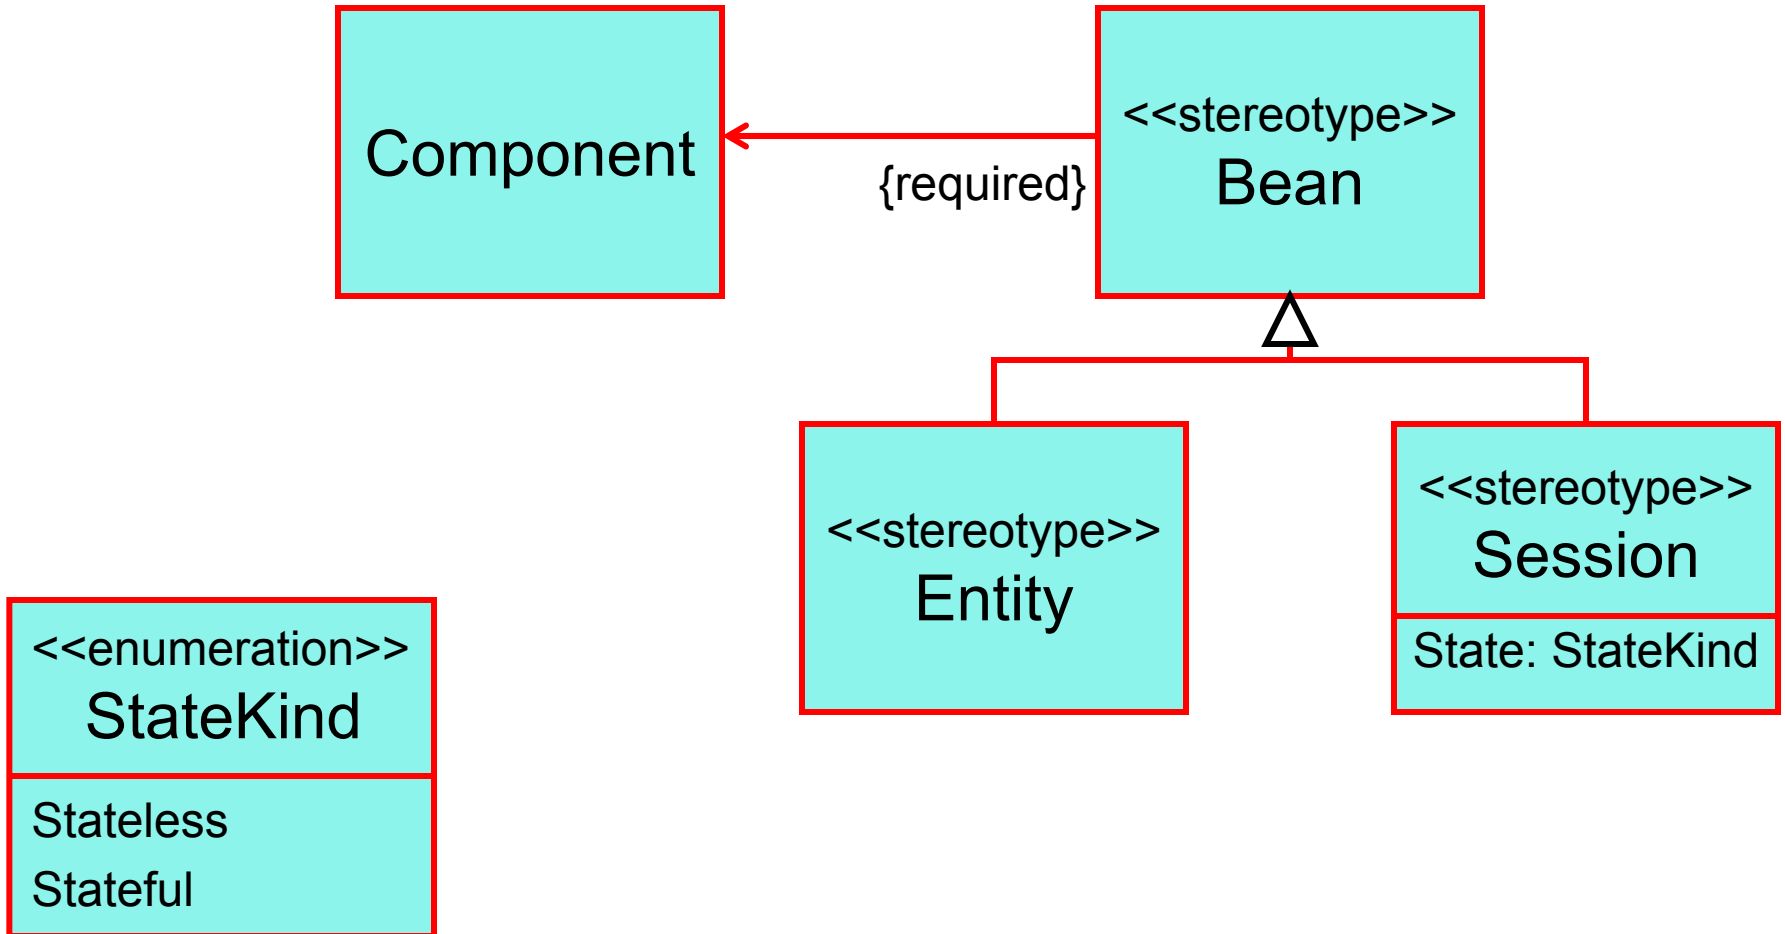 Component
{required}
<<stereotype>>
Bean
<<stereotype>>
Entity
<<stereotype>>
Session
State: StateKind
<<enumeration>>
StateKind
Stateless
Stateful